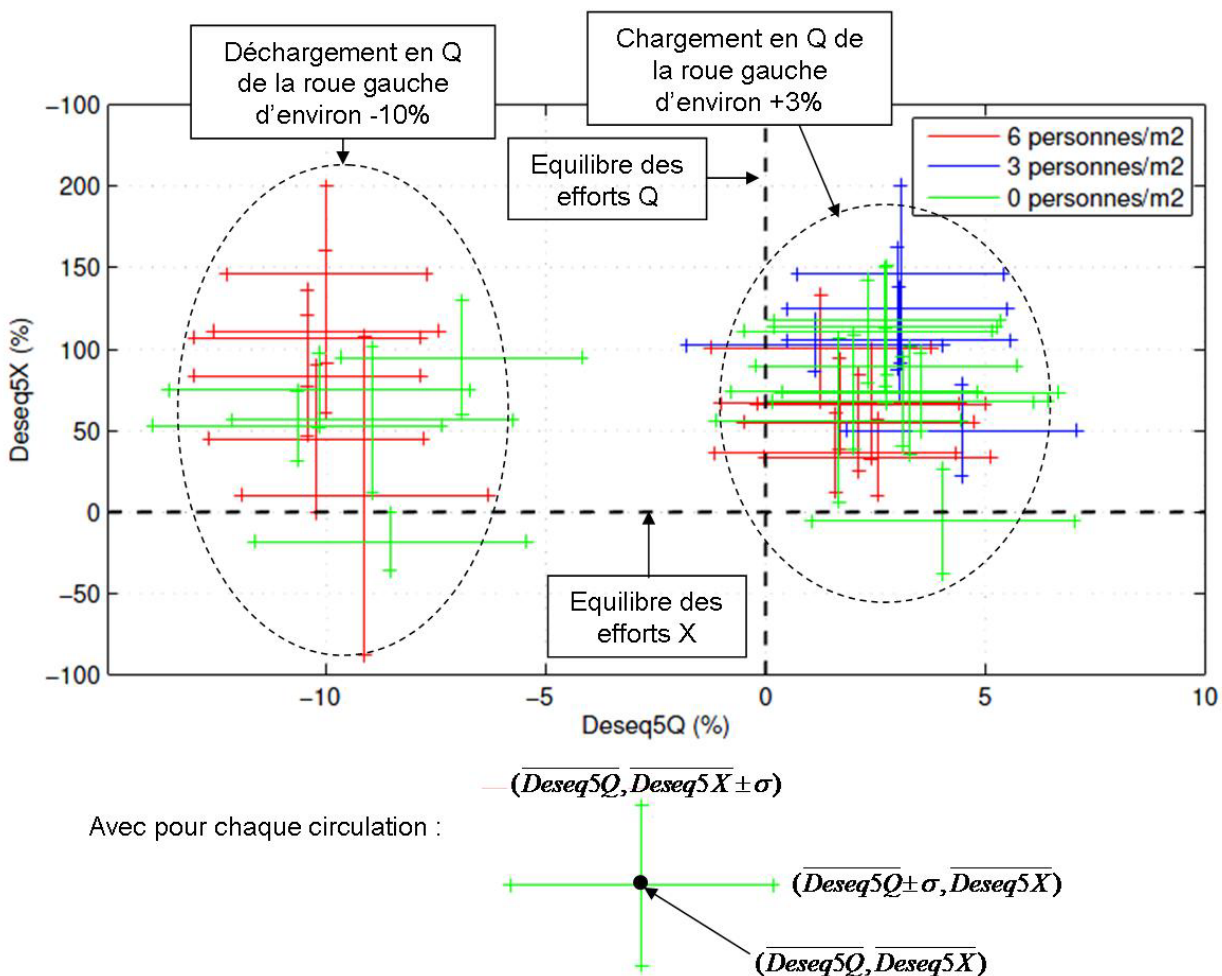 Déchargement en Q
de la roue gauche
d'environ -10%
Chargement en Q de
la roue gauche
d'environ +3%
Equilibre des
efforts Q
6 personnes/m2
3 personnes/m2
0 personnes/m2
−100
200
150
100
50
0
−50
−100
Deseq5X (%)
Equilibre des
efforts X
−10
−5
0
5
10
Deseq5Q (%)
(Deseq5Q, Deseq5X ± σ)
Avec pour chaque circulation :
(Deseq5Q ± σ, Deseq5X)
(Deseq5Q, Deseq5X)